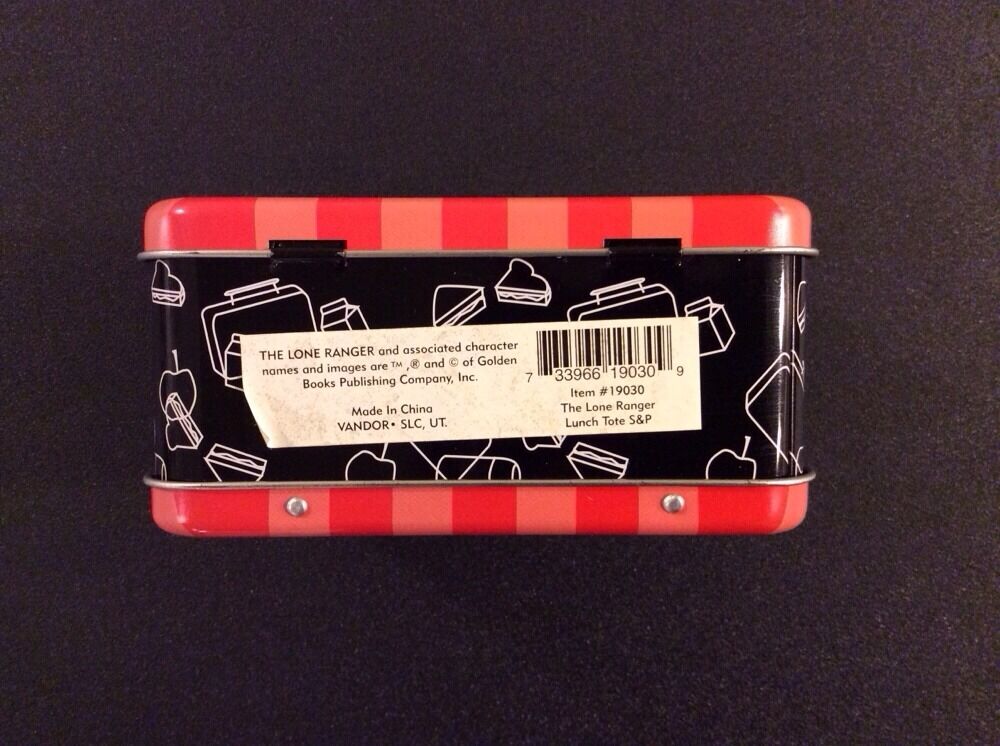 THE LONE RANGER and associated character
names and images are ™ ,® and © of Golden
Books Publishing Company, Inc.
Made In China
VANDOR• SLC, UT.
7 33966 19030 9
Item #19030
The Lone Ranger
Lunch Tote S&P